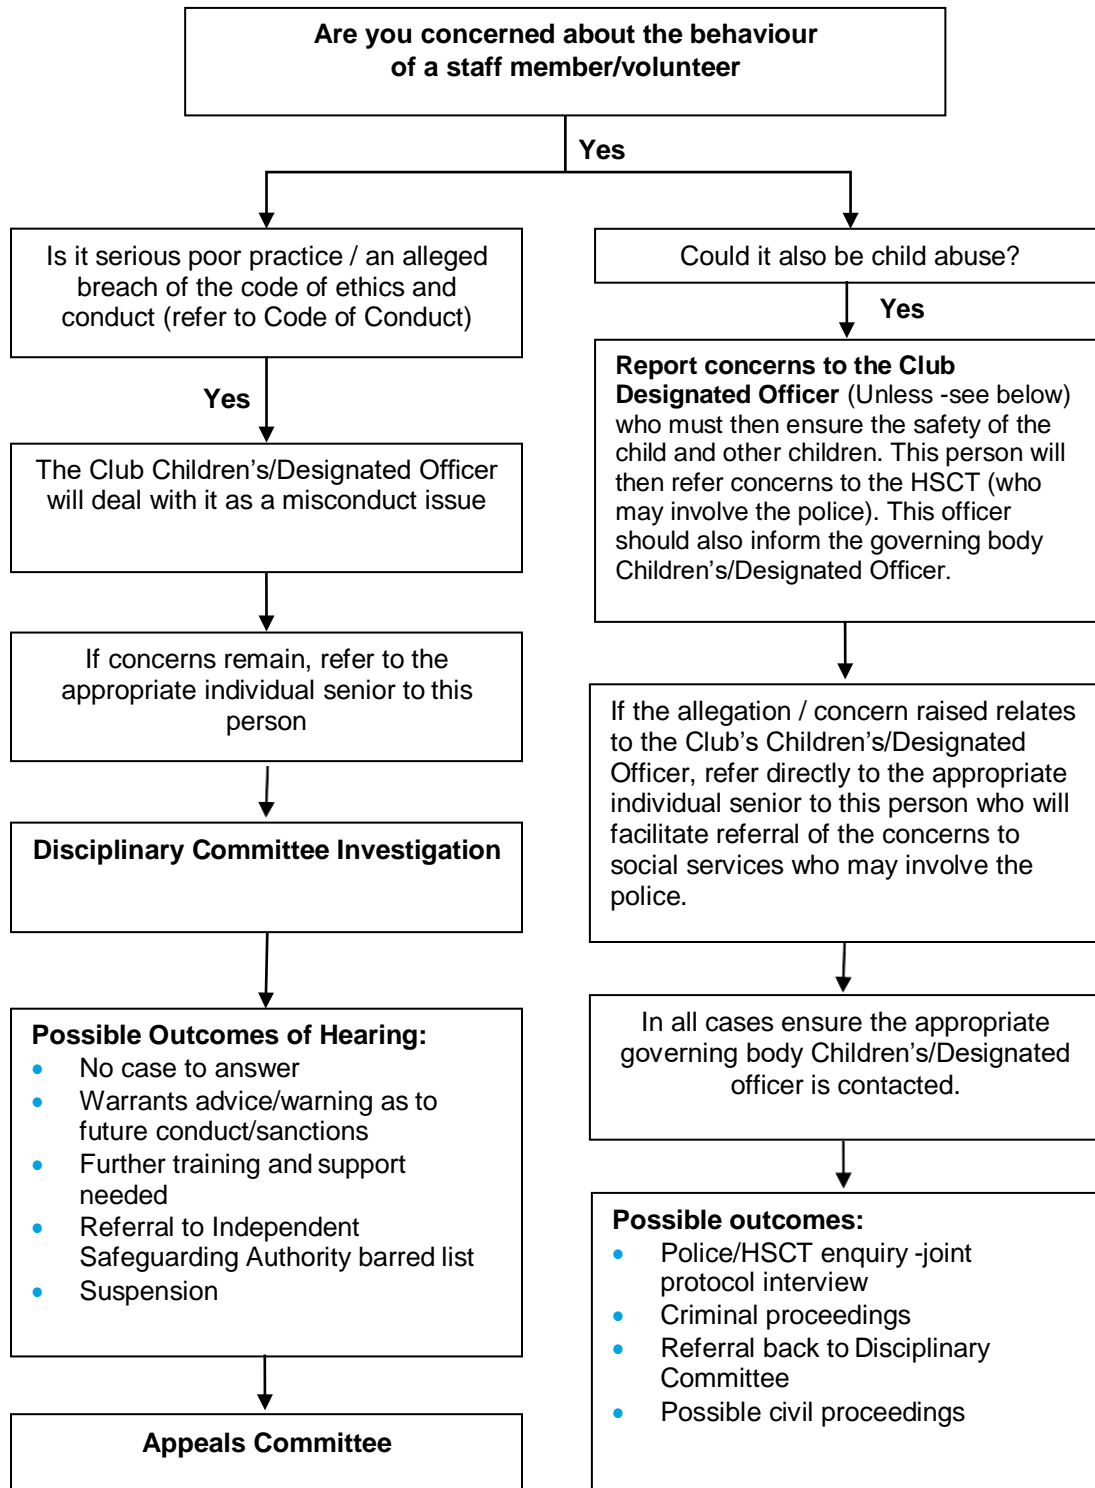 Are you concerned about the behaviour
of a staff member/volunteer
Yes
Is it serious poor practice / an alleged
breach of the code of ethics and
conduct (refer to Code of Conduct)
Yes
The Club Children’s/Designated Officer
will deal with it as a misconduct issue
If concerns remain, refer to the
appropriate individual senior to this
person
Disciplinary Committee Investigation
Possible Outcomes of Hearing:
• No case to answer
• Warrants advice/warning as to
future conduct/sanctions
• Further training and support
needed
• Referral to Independent
Safeguarding Authority barred list
• Suspension
Appeals Committee
Could it also be child abuse?
Yes
Report concerns to the Club
Designated Officer (Unless -see below)
who must then ensure the safety of the
child and other children. This person will
then refer concerns to the HSCT (who
may involve the police). This officer
should also inform the governing body
Children’s/Designated Officer.
If the allegation / concern raised relates
to the Club’s Children’s/Designated
Officer, refer directly to the appropriate
individual senior to this person who will
facilitate referral of the concerns to
social services who may involve the
police.
In all cases ensure the appropriate
governing body Children’s/Designated
officer is contacted.
Possible outcomes:
• Police/HSCT enquiry -joint
protocol interview
• Criminal proceedings
• Referral back to Disciplinary
Committee
• Possible civil proceedings